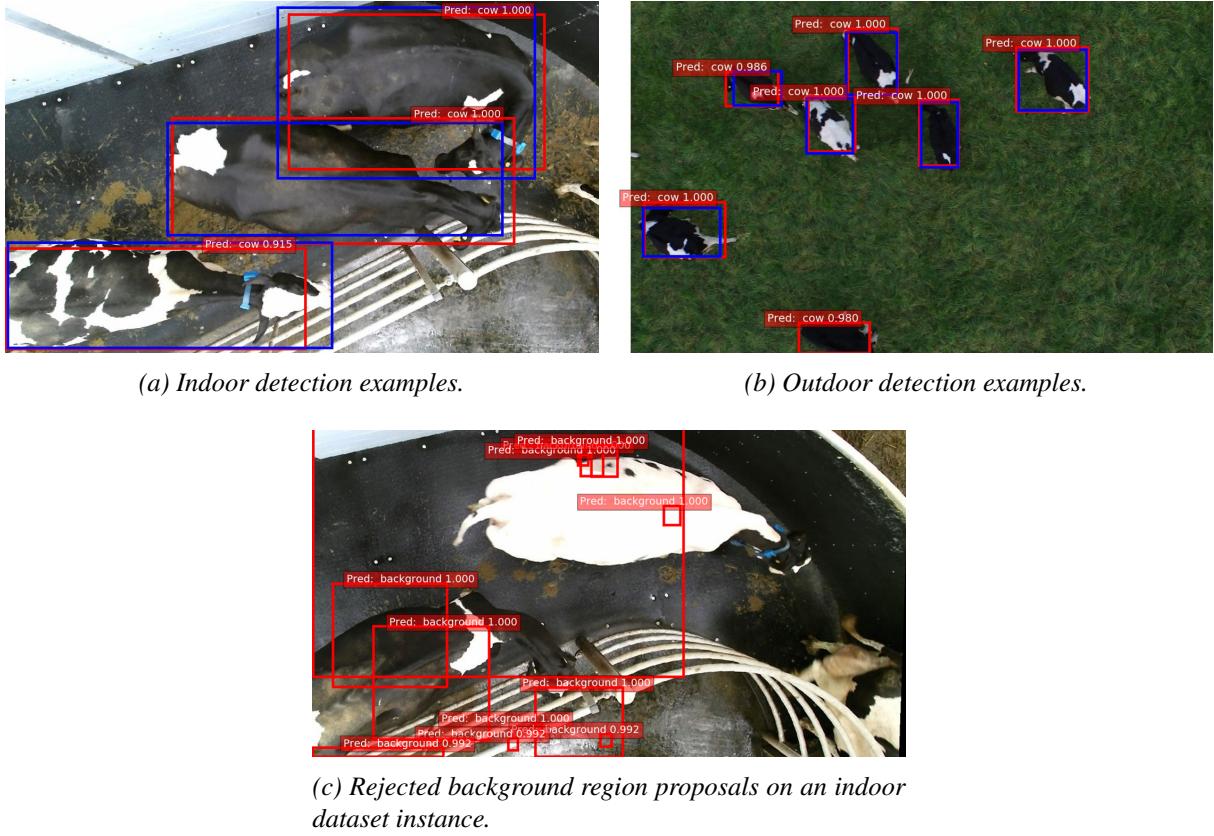 Pred: cow 1.000
Pred: cow 1.000
Pred: cow 0.915
Pred: cow 1.000
Pred: cow 1.000
Pred: cow 0.986
Pred: cow 1.000
Pred: cow 1.000
Pred: cow 1.000
Pred: cow 0.980
(a) Indoor detection examples.
(b) Outdoor detection examples.
Pred: background 1.000
Pred: background 1.000
Pred: background 1.000
Pred: background 1.000
Pred: background 1.000
Pred: background 1.000
Pred: background 1.000
Pred: background 0.992
Pred: background 0.992
Pred: background 0.992
(c) Rejected background region proposals on an indoor
dataset instance.